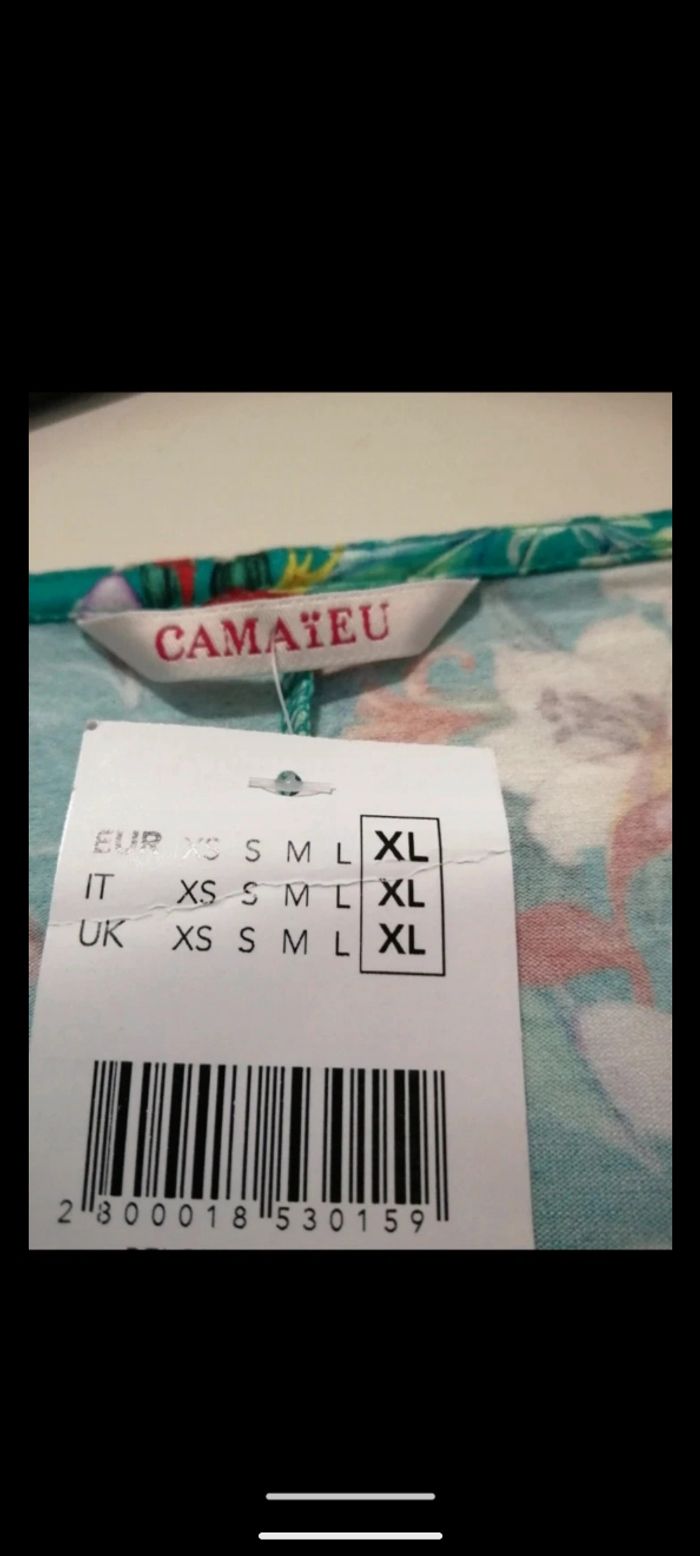 CAMAïEU
EUR XS S M L XL
IT XS S M L XL
UK XS S M L XL
2 800018 530159